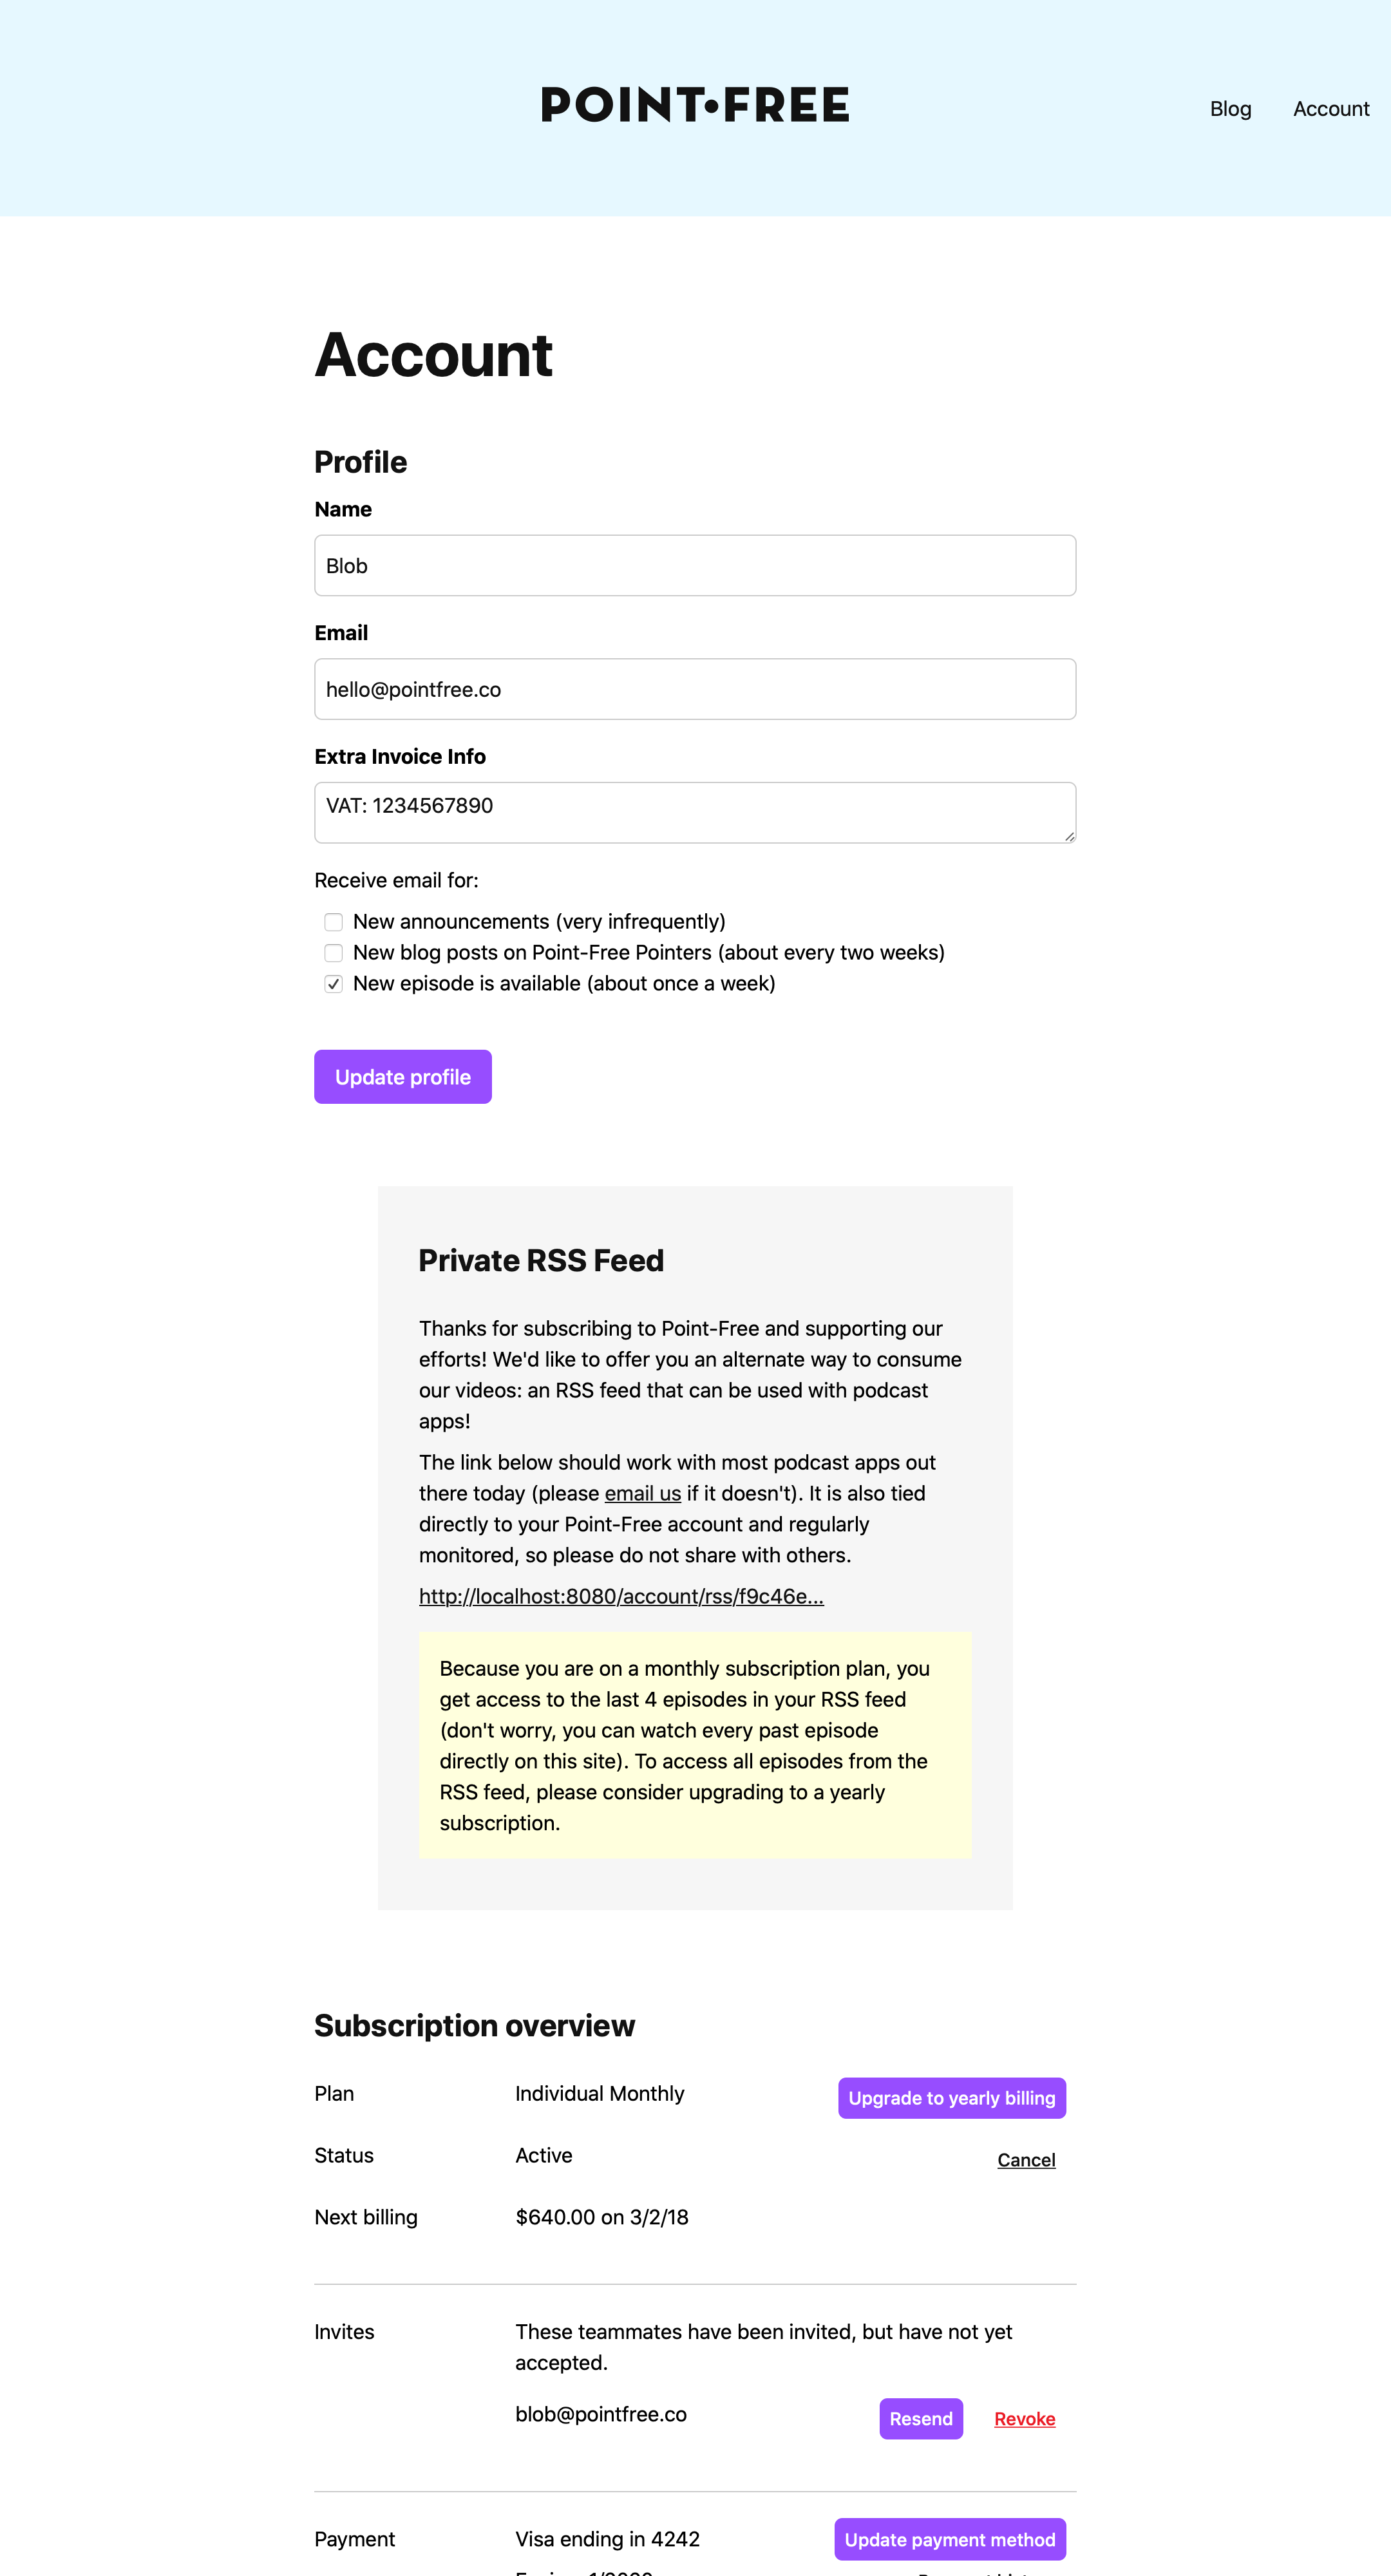 POINT•FREE
Blog Account
Account
Profile
Name
Blob
Email
hello@pointfree.co
Extra Invoice Info
VAT: 1234567890
Receive email for:
New announcements (very infrequently)
New blog posts on Point-Free Pointers (about every two weeks)
New episode is available (about once a week)
Update profile
Private RSS Feed
Thanks for subscribing to Point-Free and supporting our
efforts! We'd like to offer you an alternate way to consume
our videos: an RSS feed that can be used with podcast
apps!
The link below should work with most podcast apps out
there today (please email us if it doesn't). It is also tied
directly to your Point-Free account and regularly
monitored, so please do not share with others.
http://localhost:8080/account/rss/f9c46e...
Because you are on a monthly subscription plan, you
get access to the last 4 episodes in your RSS feed
(don't worry, you can watch every past episode
directly on this site). To access all episodes from the
RSS feed, please consider upgrading to a yearly
subscription.
Subscription overview
Plan Individual Monthly Upgrade to yearly billing
Status Active Cancel
Next billing $640.00 on 3/2/18
Invites These teammates have been invited, but have not yet
accepted.
blob@pointfree.co Resend Revoke
Payment Visa ending in 4242 Update payment method